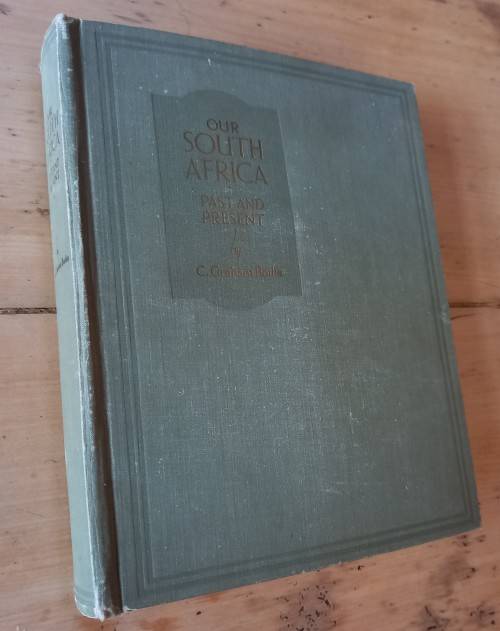 OUR
SOUTH
AFRICA
PAST AND
PRESENT
by
C. Graham Botha